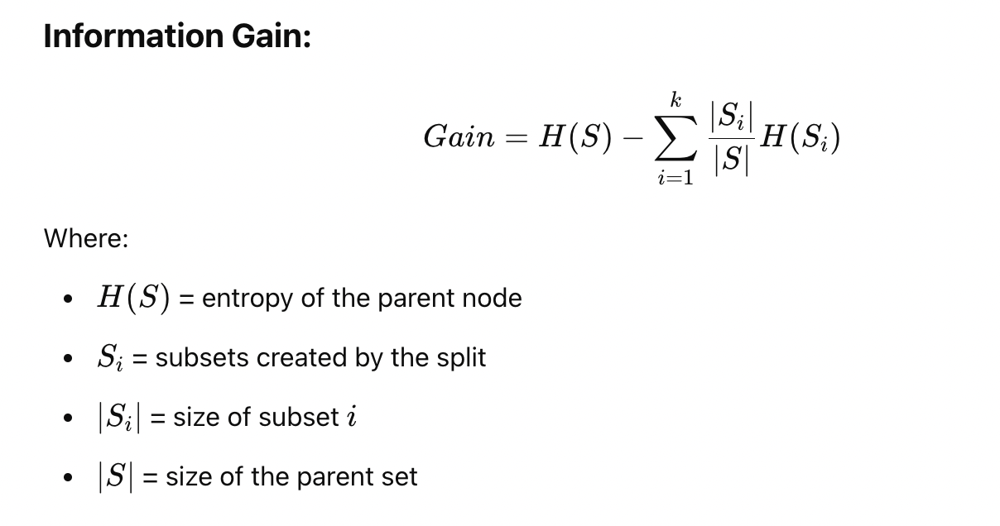 Information Gain:
$Gain = H(S) - \sum_{i=1}^{k} \frac{|S_i|}{|S|} H(S_i)$
Where:
• $H(S)$ = entropy of the parent node
• $S_i$ = subsets created by the split
• $|S_i|$ = size of subset $i$
• $|S|$ = size of the parent set